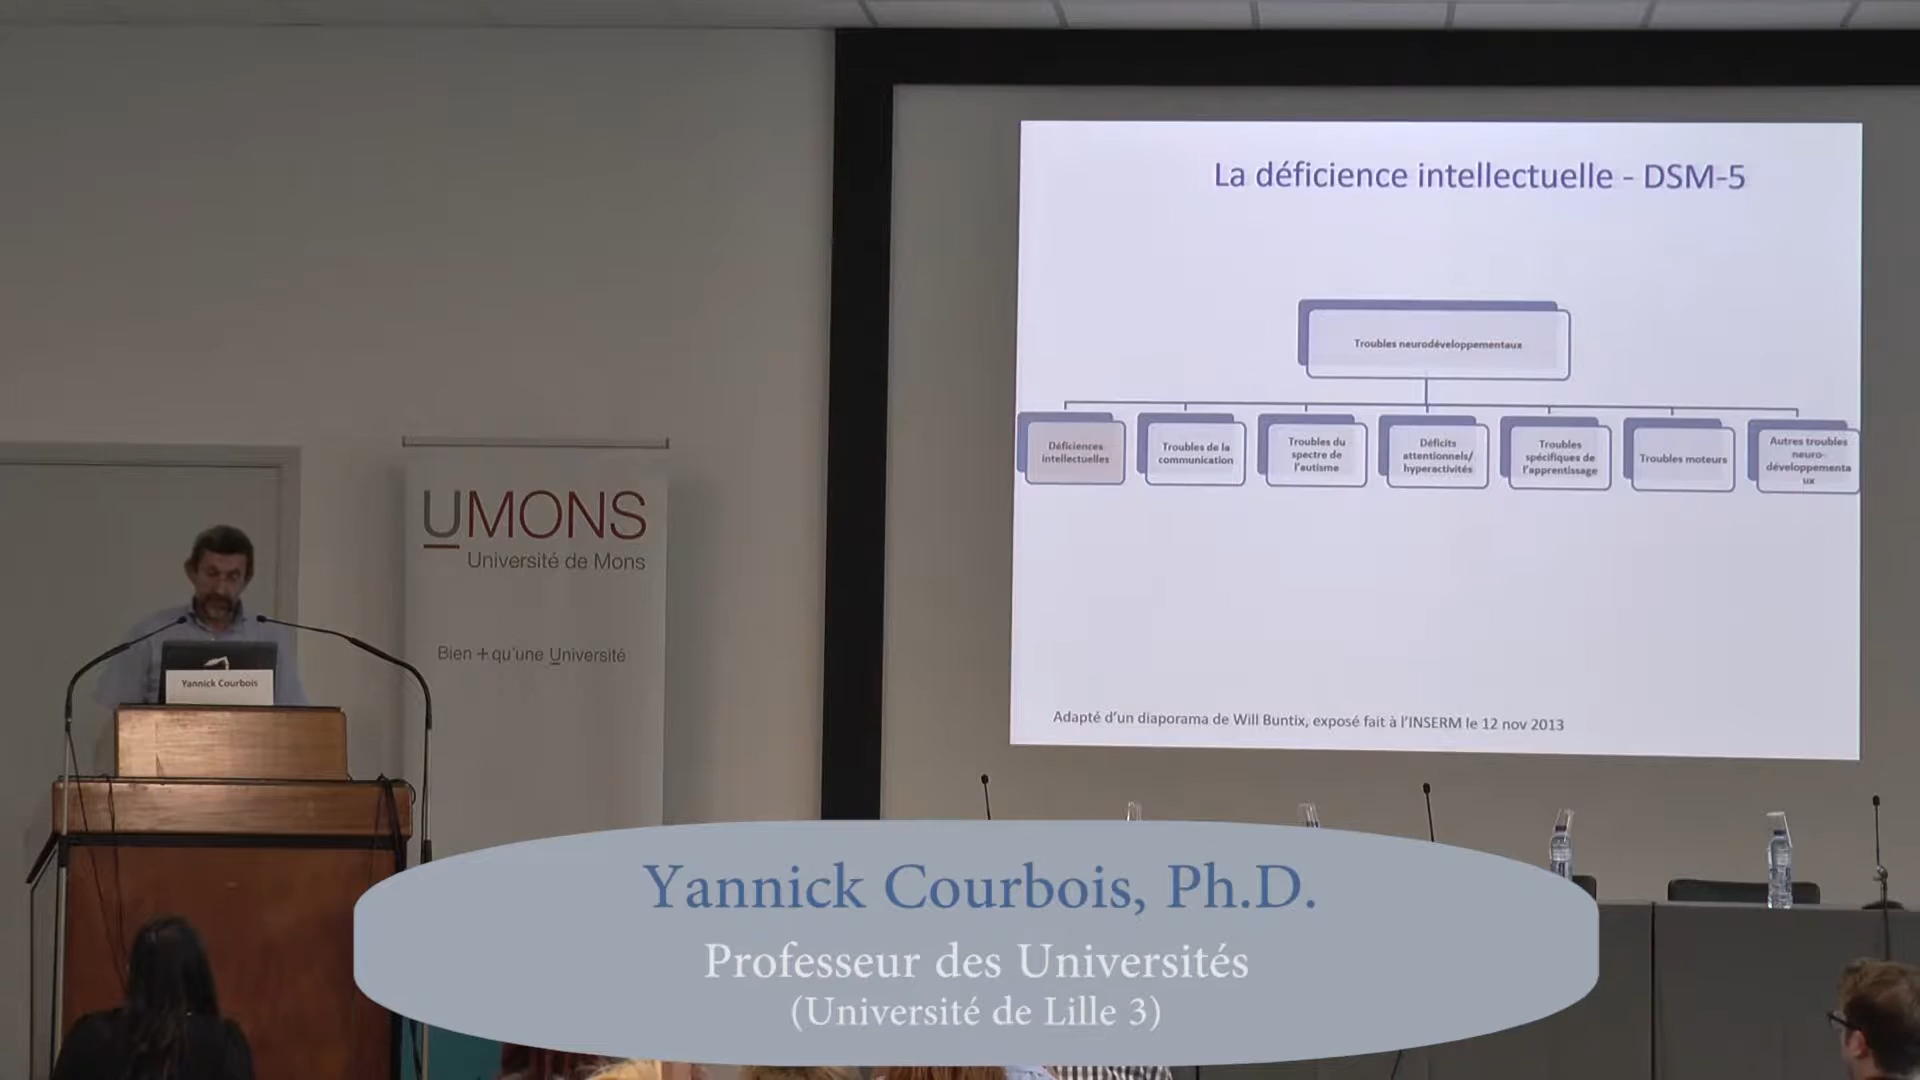 La déficience intellectuelle - DSM-5
Troubles neurodéveloppementaux
Déficiences
intellectuelles
Troubles de la
communication
Troubles du
spectre de
l'autisme
Déficits
attentionnels/
hyperactivités
Troubles
spécifiques de
l'apprentissage
Troubles moteurs
Autres troubles
neuro-
développementa
ux
Adapté d'un diaporama de Will Buntix, exposé fait à l'INSERM le 12 nov 2013
UMONS
Université de Mons
Bien + qu'une Université
Yannick Courbois
Yannick Courbois, Ph.D.
Professeur des Universités
(Université de Lille 3)